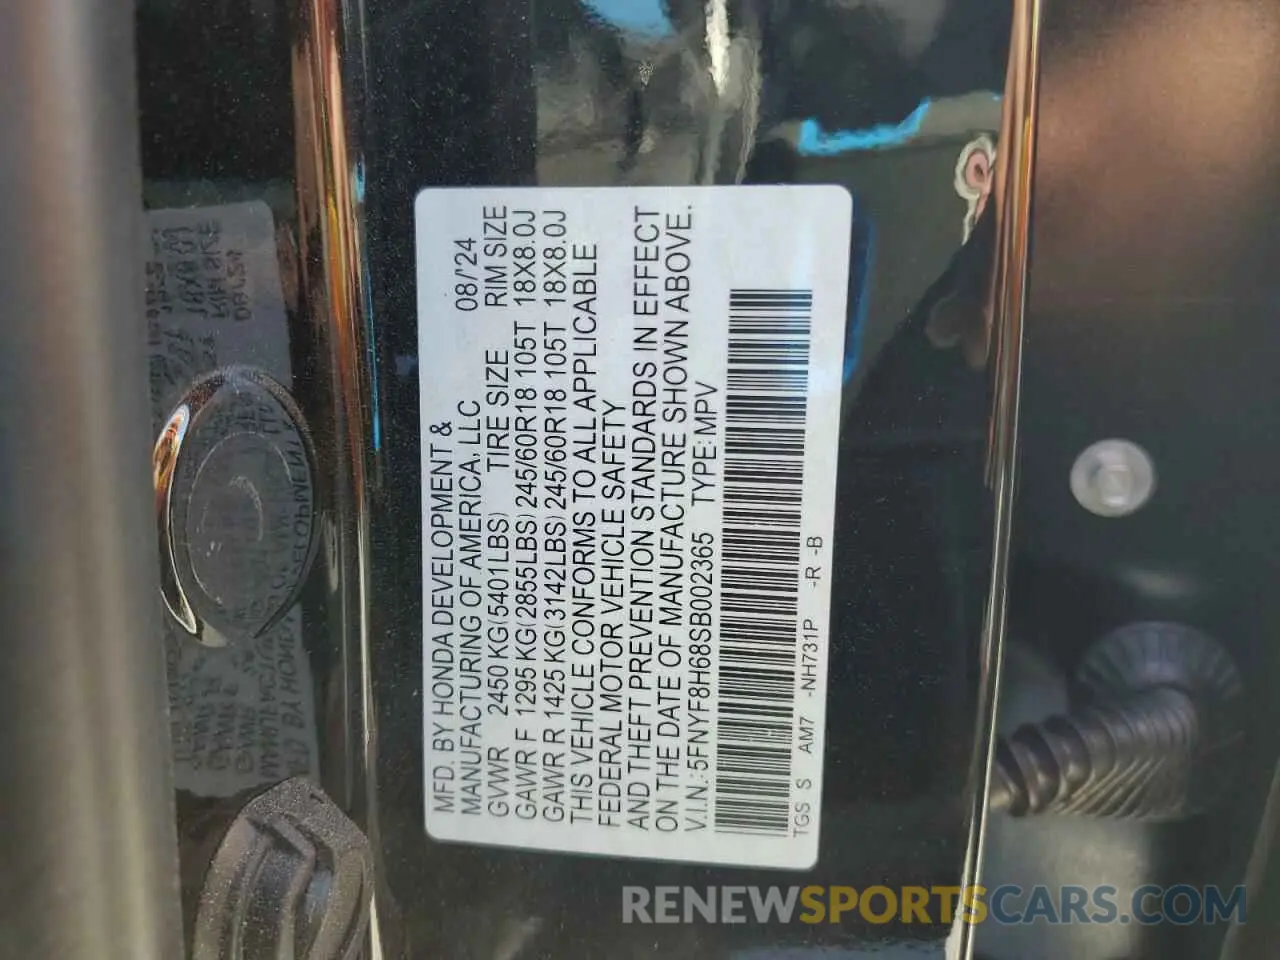 MFD. BY HONDA DEVELOPMENT &
MANUFACTURING OF AMERICA, LLC 08/'24
GVWR 2450 KG(5401LBS) TIRE SIZE RIM SIZE
GAWR F 1295 KG(2855LBS) 245/60R18 105T 18X8.0J
GAWR R 1425 KG(3142LBS) 245/60R18 105T 18X8.0J
THIS VEHICLE CONFORMS TO ALL APPLICABLE
FEDERAL MOTOR VEHICLE SAFETY
AND THEFT PREVENTION STANDARDS IN EFFECT
ON THE DATE OF MANUFACTURE SHOWN ABOVE.
V.I.N.: 5FNYF8H68SB002365 TYPE: MPV
TGS S AM7 -NH731P -R -B
RENEWSPORTSCARS.COM